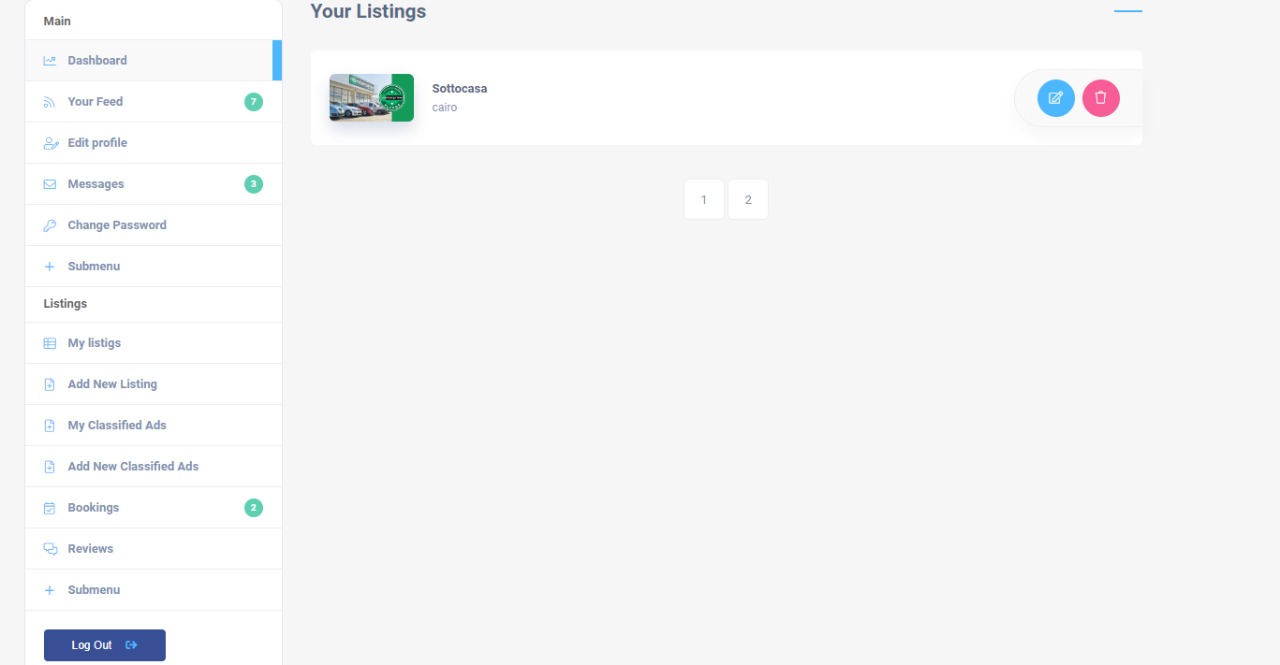 Main
Your Listings
Dashboard
Your Feed 7
Edit profile
Messages 3
Change Password
Submenu
Listings
My listigs
Add New Listing
My Classified Ads
Add New Classified Ads
Bookings 2
Reviews
Submenu
Log Out
Sottocasa
cairo
1 2